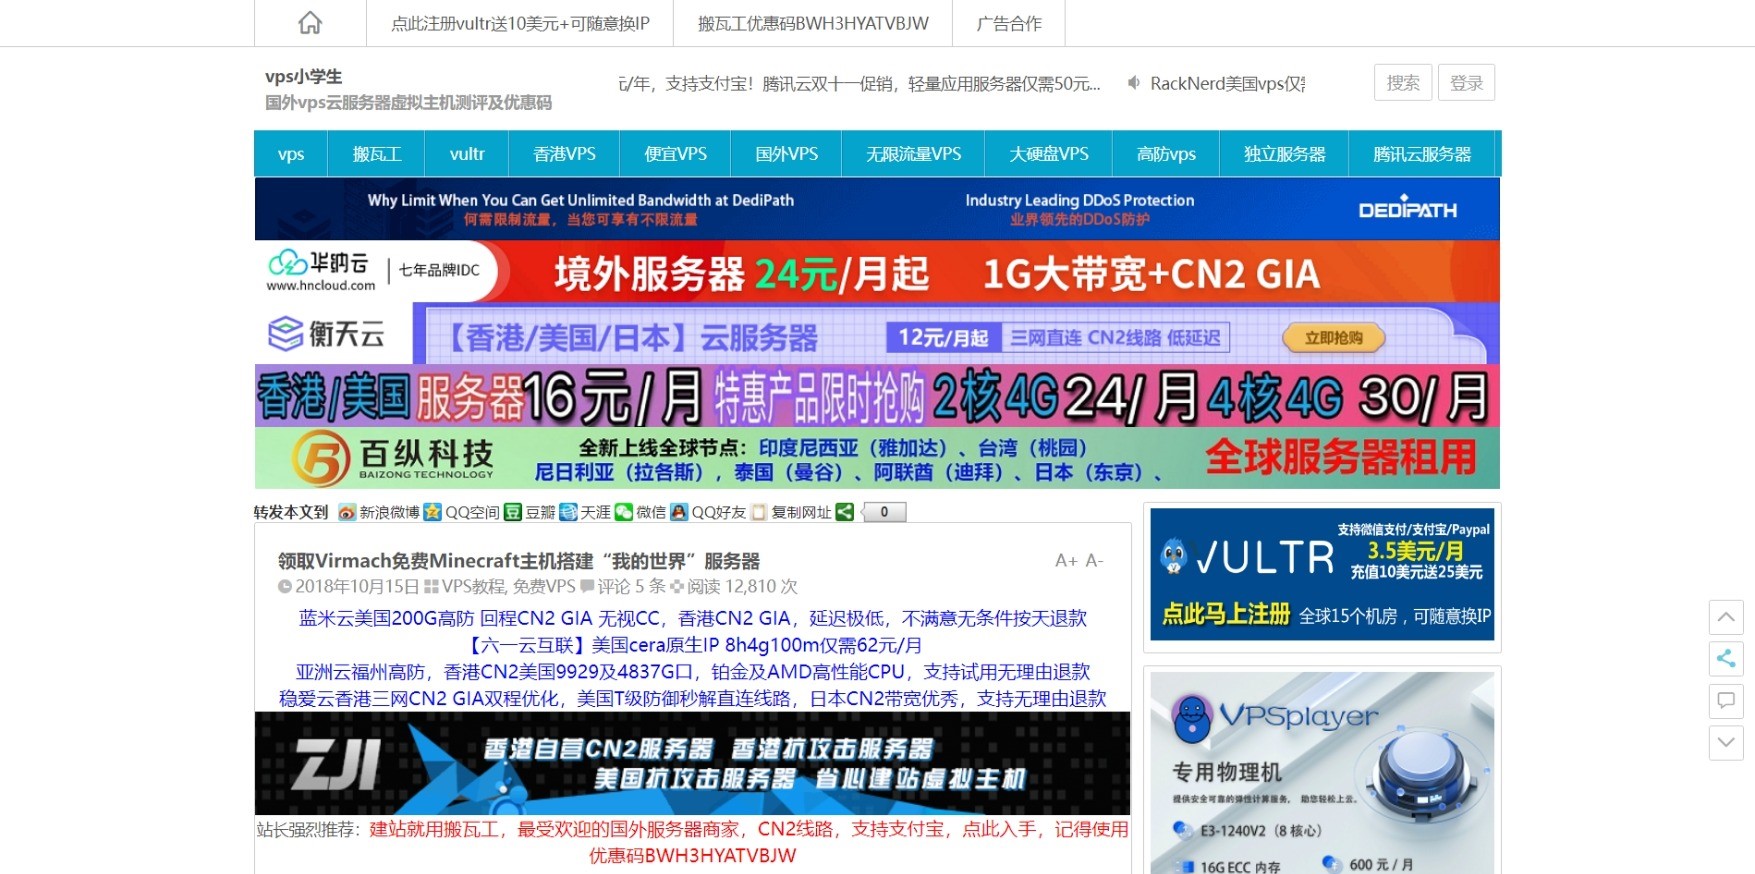 点此注册vultr送10美元+可随意换IP
搬瓦工优惠码BWH3HYATVBJW
广告合作
vps小学生
国外vps云服务器虚拟主机测评及优惠码
元/年，支持支付宝！腾讯云双十一促销，轻量应用服务器仅需50元...
RackNerd美国vps仅需
搜索
登录
vps
搬瓦工
vultr
香港VPS
便宜VPS
国外VPS
无限流量VPS
大硬盘VPS
高防vps
独立服务器
腾讯云服务器
Why Limit When You Can Get Unlimited Bandwidth at DediPath
何需限制流量，当您可享有不限流量
Industry Leading DDoS Protection
业界领先的DDoS防护
DEDIPATH
华纳云
www.hncloud.com
七年品牌IDC
境外服务器 24元/月起
1G大带宽+CN2 GIA
衡天云
【香港/美国/日本】云服务器
12元/月起
三网直连 CN2线路 低延迟
立即抢购
香港/美国 服务器16元/月 特惠产品限时抢购 2核4G 24/月 4核4G 30/月
百纵科技
BAIZONG TECHNOLOGY
全新上线全球节点：印度尼西亚（雅加达）、台湾（桃园）
尼日利亚（拉各斯），泰国（曼谷）、阿联酋（迪拜）、日本（东京）、
全球服务器租用
转发本文到 新浪微博 QQ空间 豆瓣 天涯 微信 QQ好友 复制网址 0
领取Virmach免费Minecraft主机搭建“我的世界”服务器
A+ A-
2018年10月15日 VPS教程, 免费VPS 评论 5 条 阅读 12,810 次
蓝米云美国200G高防 回程CN2 GIA 无视CC，香港CN2 GIA，延迟极低，不满意无条件按天退款
【六一云互联】美国cera原生IP 8h4g100m仅需62元/月
亚洲云福州高防，香港CN2美国9929及4837G口，铂金及AMD高性能CPU，支持试用无理由退款
稳爱云香港三网CN2 GIA双程优化，美国T级防御秒解直连线路，日本CN2带宽优秀，支持无理由退款
ZJI
香港自营CN2服务器 香港抗攻击服务器
美国抗攻击服务器 省心建站虚拟主机
站长强烈推荐：建站就用搬瓦工，最受欢迎的国外服务器商家，CN2线路，支持支付宝，点此入手，记得使用
优惠码BWH3HYATVBJW
VULTR
支持微信支付/支付宝/Paypal
3.5美元/月
充值10美元送25美元
点此马上注册 全球15个机房，可随意换IP
VPSplayer
专用物理机
提供安全可靠的弹性计算服务， 助您轻松上云。
E3-1240V2（8 核心）
16G ECC 内存
600 元 / 月